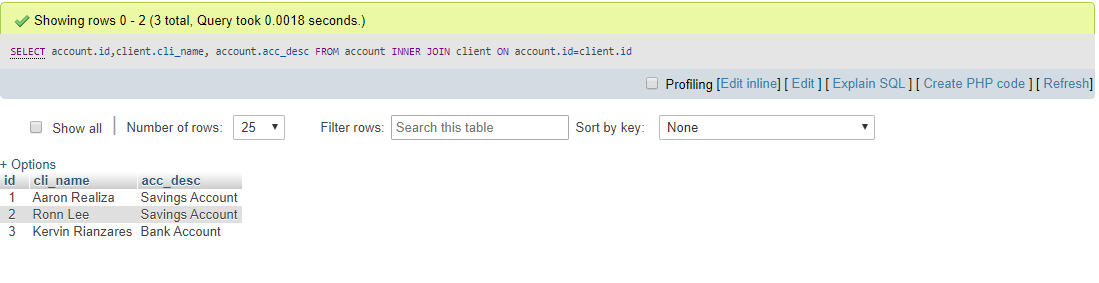 Showing rows 0 - 2 (3 total, Query took 0.0018 seconds.)
SELECT account.id,client.cli_name, account.acc_desc FROM account INNER JOIN client ON account.id=client.id
Profiling [Edit inline] [ Edit ] [ Explain SQL ] [ Create PHP code ] [ Refresh]
Show all | Number of rows: 25 Filter rows: Search this table Sort by key: None
+ Options
id cli_name acc_desc
1 Aaron Realiza Savings Account
2 Ronn Lee Savings Account
3 Kervin Rianzares Bank Account